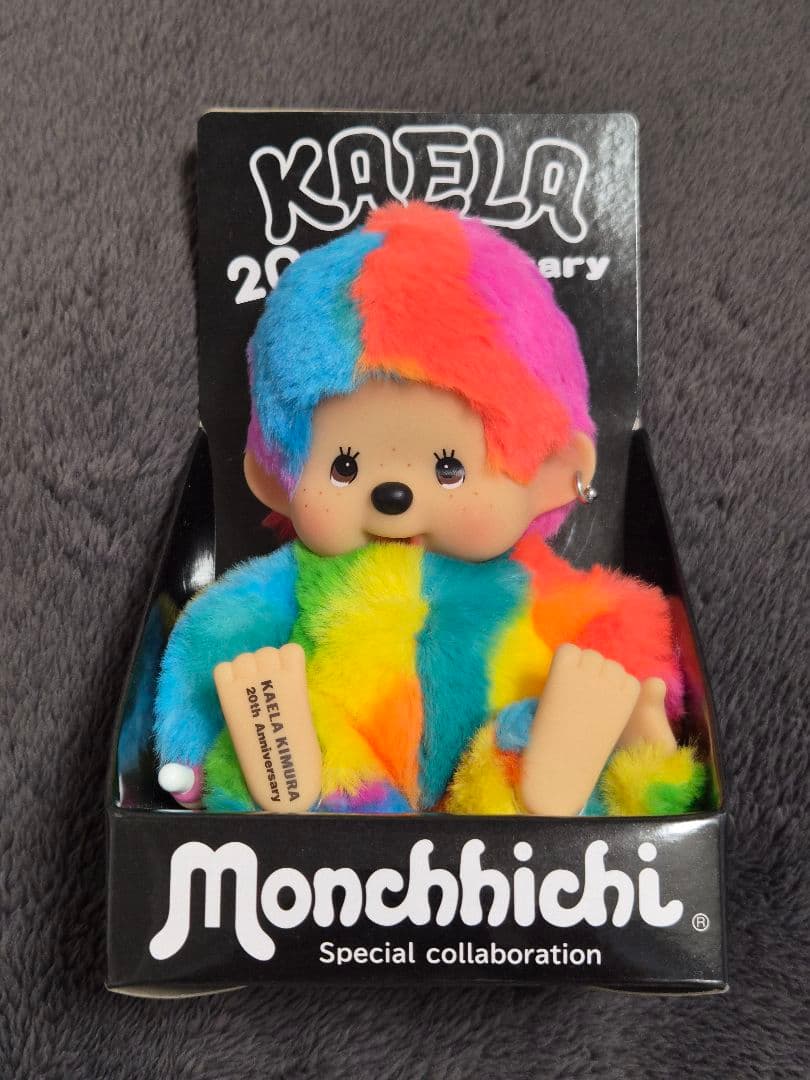 KAELA
20
ary
KAELA KIMURA
20th Anniversary
Monchhichi®
Special collaboration